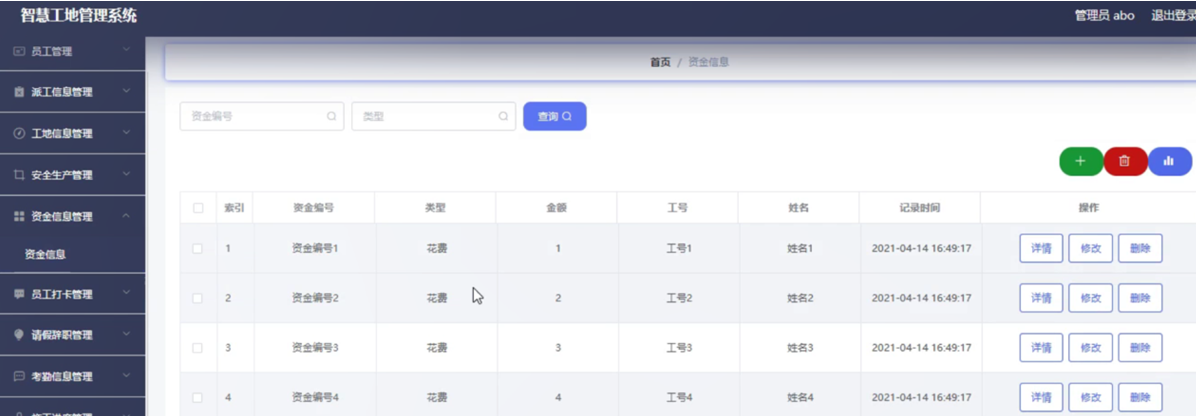 智慧工地管理系统
管理员 abo 退出登录
员工管理
派工信息管理
工地信息管理
安全生产管理
资金信息管理
资金信息
员工打卡管理
请假辞职管理
考勤信息管理
首页 / 资金信息
资金编号 类型 查询
索引 资金编号 类型 金额 工号 姓名 记录时间 操作
1 资金编号1 花费 1 工号1 姓名1 2021-04-14 16:49:17 详情 修改 删除
2 资金编号2 花费 2 工号2 姓名2 2021-04-14 16:49:17 详情 修改 删除
3 资金编号3 花费 3 工号3 姓名3 2021-04-14 16:49:17 详情 修改 删除
4 资金编号4 花费 4 工号4 姓名4 2021-04-14 16:49:17 详情 修改 删除